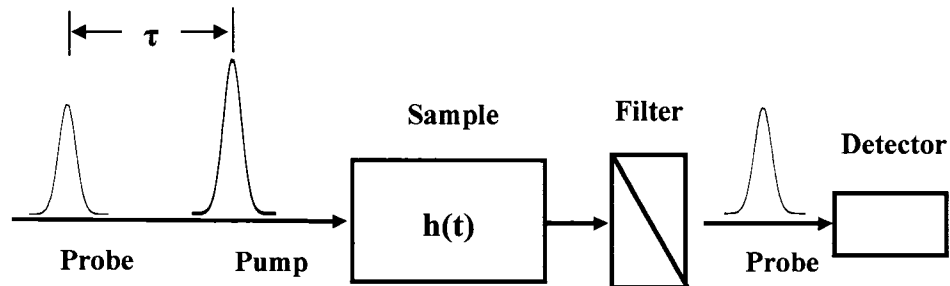 τ
Sample
Filter
Detector
h(t)
Probe
Pump
Probe